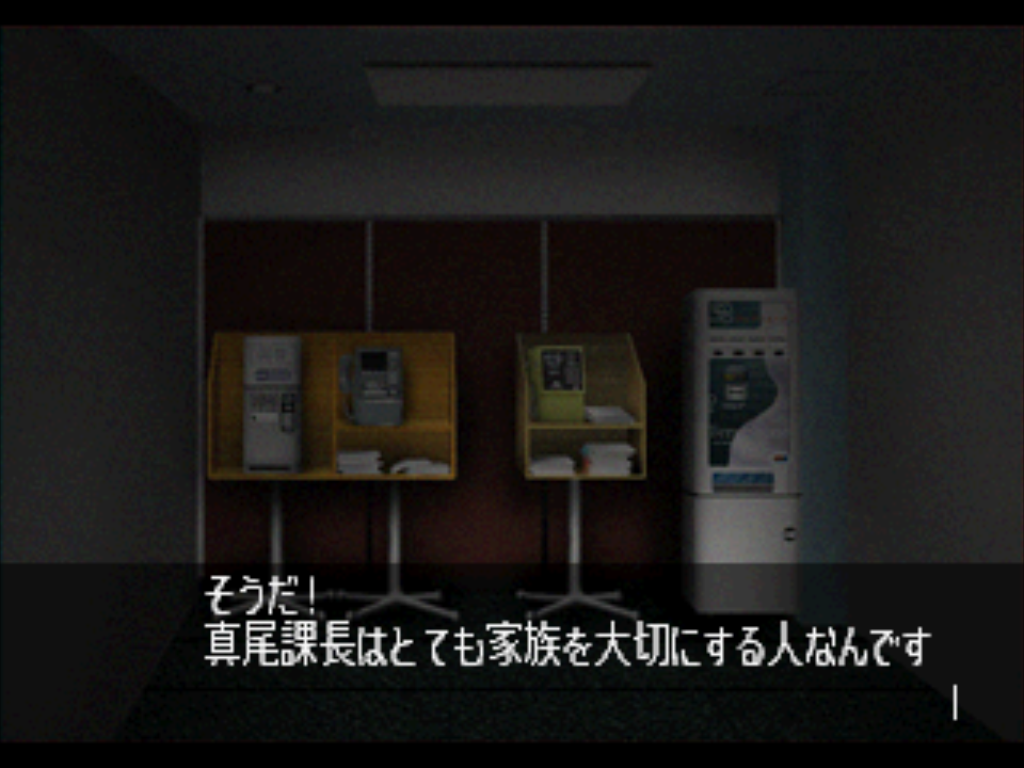 そうだ！
真尾課長はとても家族を大切にする人なんです